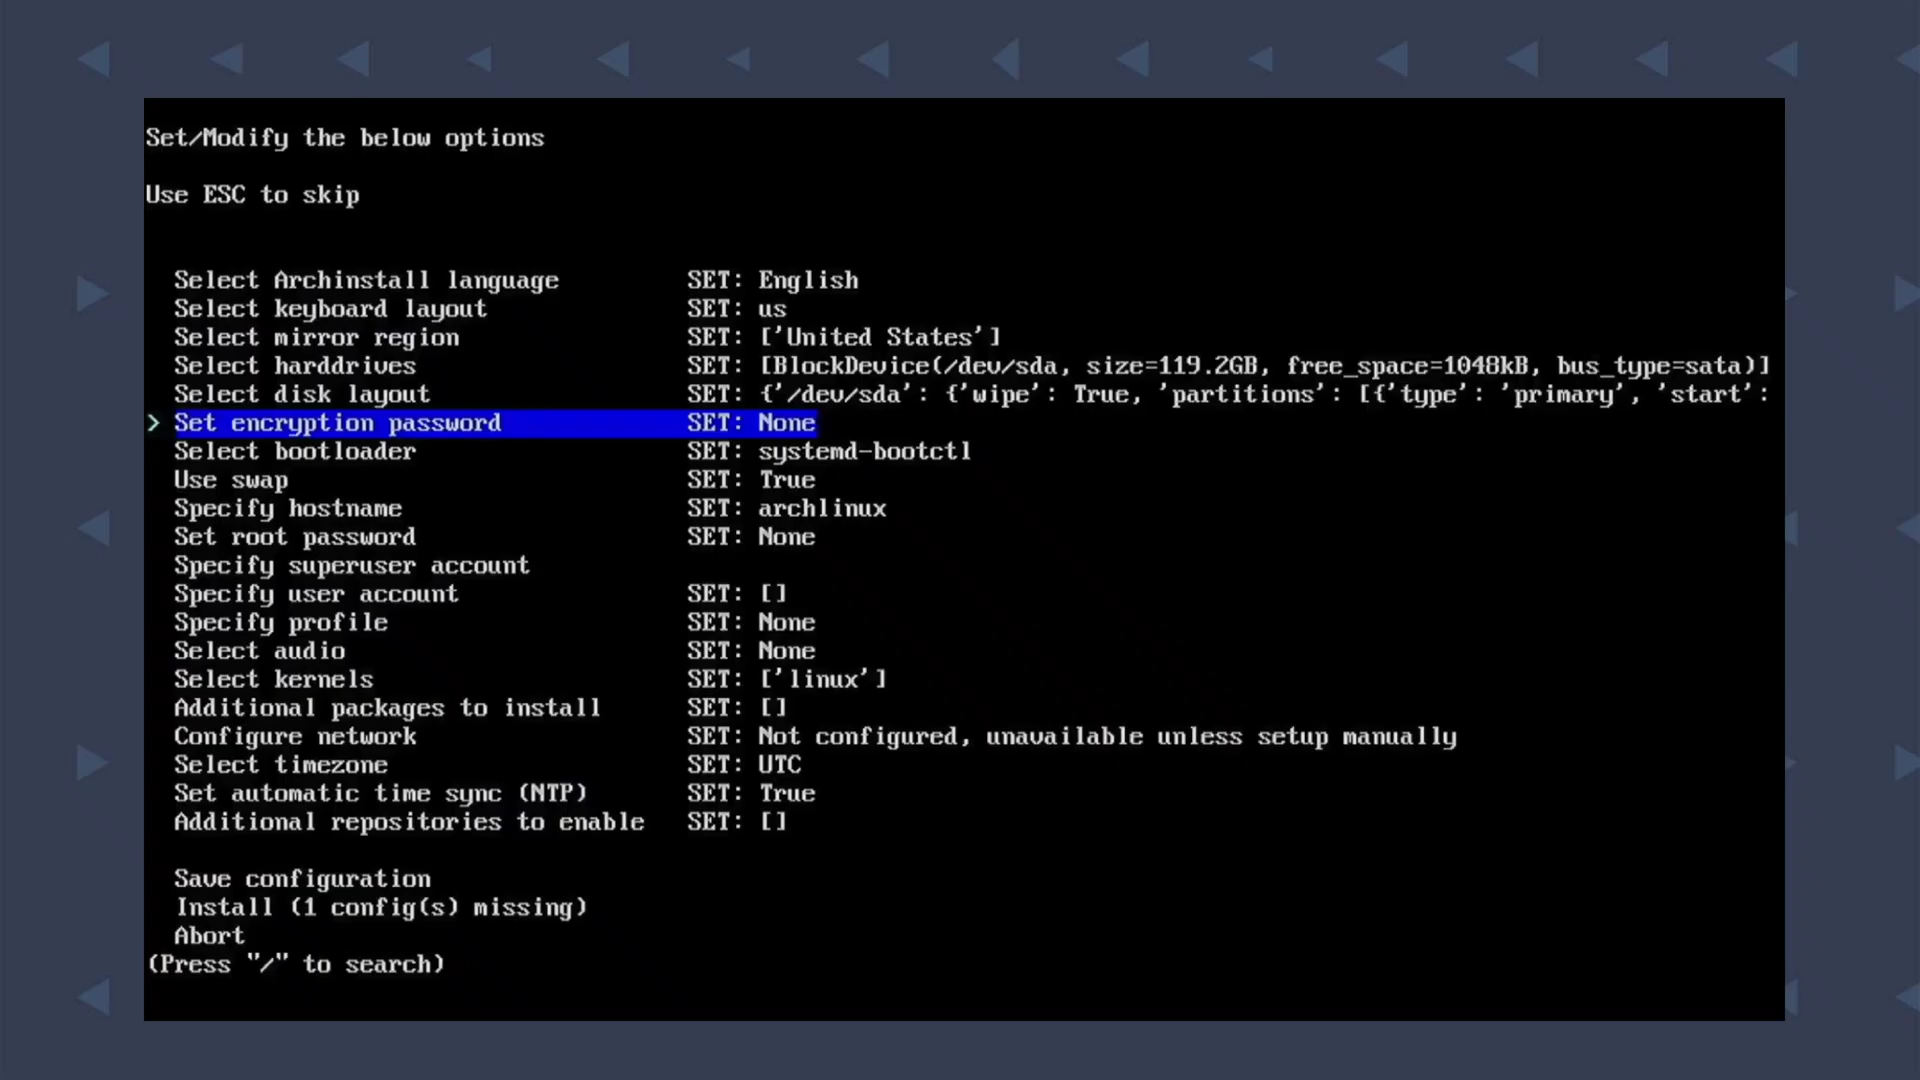 Set/Modify the below options
Use ESC to skip
Select Archinstall language SET: English
Select keyboard layout SET: us
Select mirror region SET: ['United States']
Select harddrives SET: [BlockDevice(/dev/sda, size=119.2GB, free_space=1048kB, bus_type=sata)]
Select disk layout SET: {'/dev/sda': {'wipe': True, 'partitions': [{'type': 'primary', 'start':
> Set encryption password SET: None
Select bootloader SET: systemd-bootctl
Use swap SET: True
Specify hostname SET: archlinux
Set root password SET: None
Specify superuser account
Specify user account SET: []
Specify profile SET: None
Select audio SET: None
Select kernels SET: ['linux']
Additional packages to install SET: []
Configure network SET: Not configured, unavailable unless setup manually
Select timezone SET: UTC
Set automatic time sync (NTP) SET: True
Additional repositories to enable SET: []
Save configuration
Install (1 config(s) missing)
Abort
(Press "/" to search)